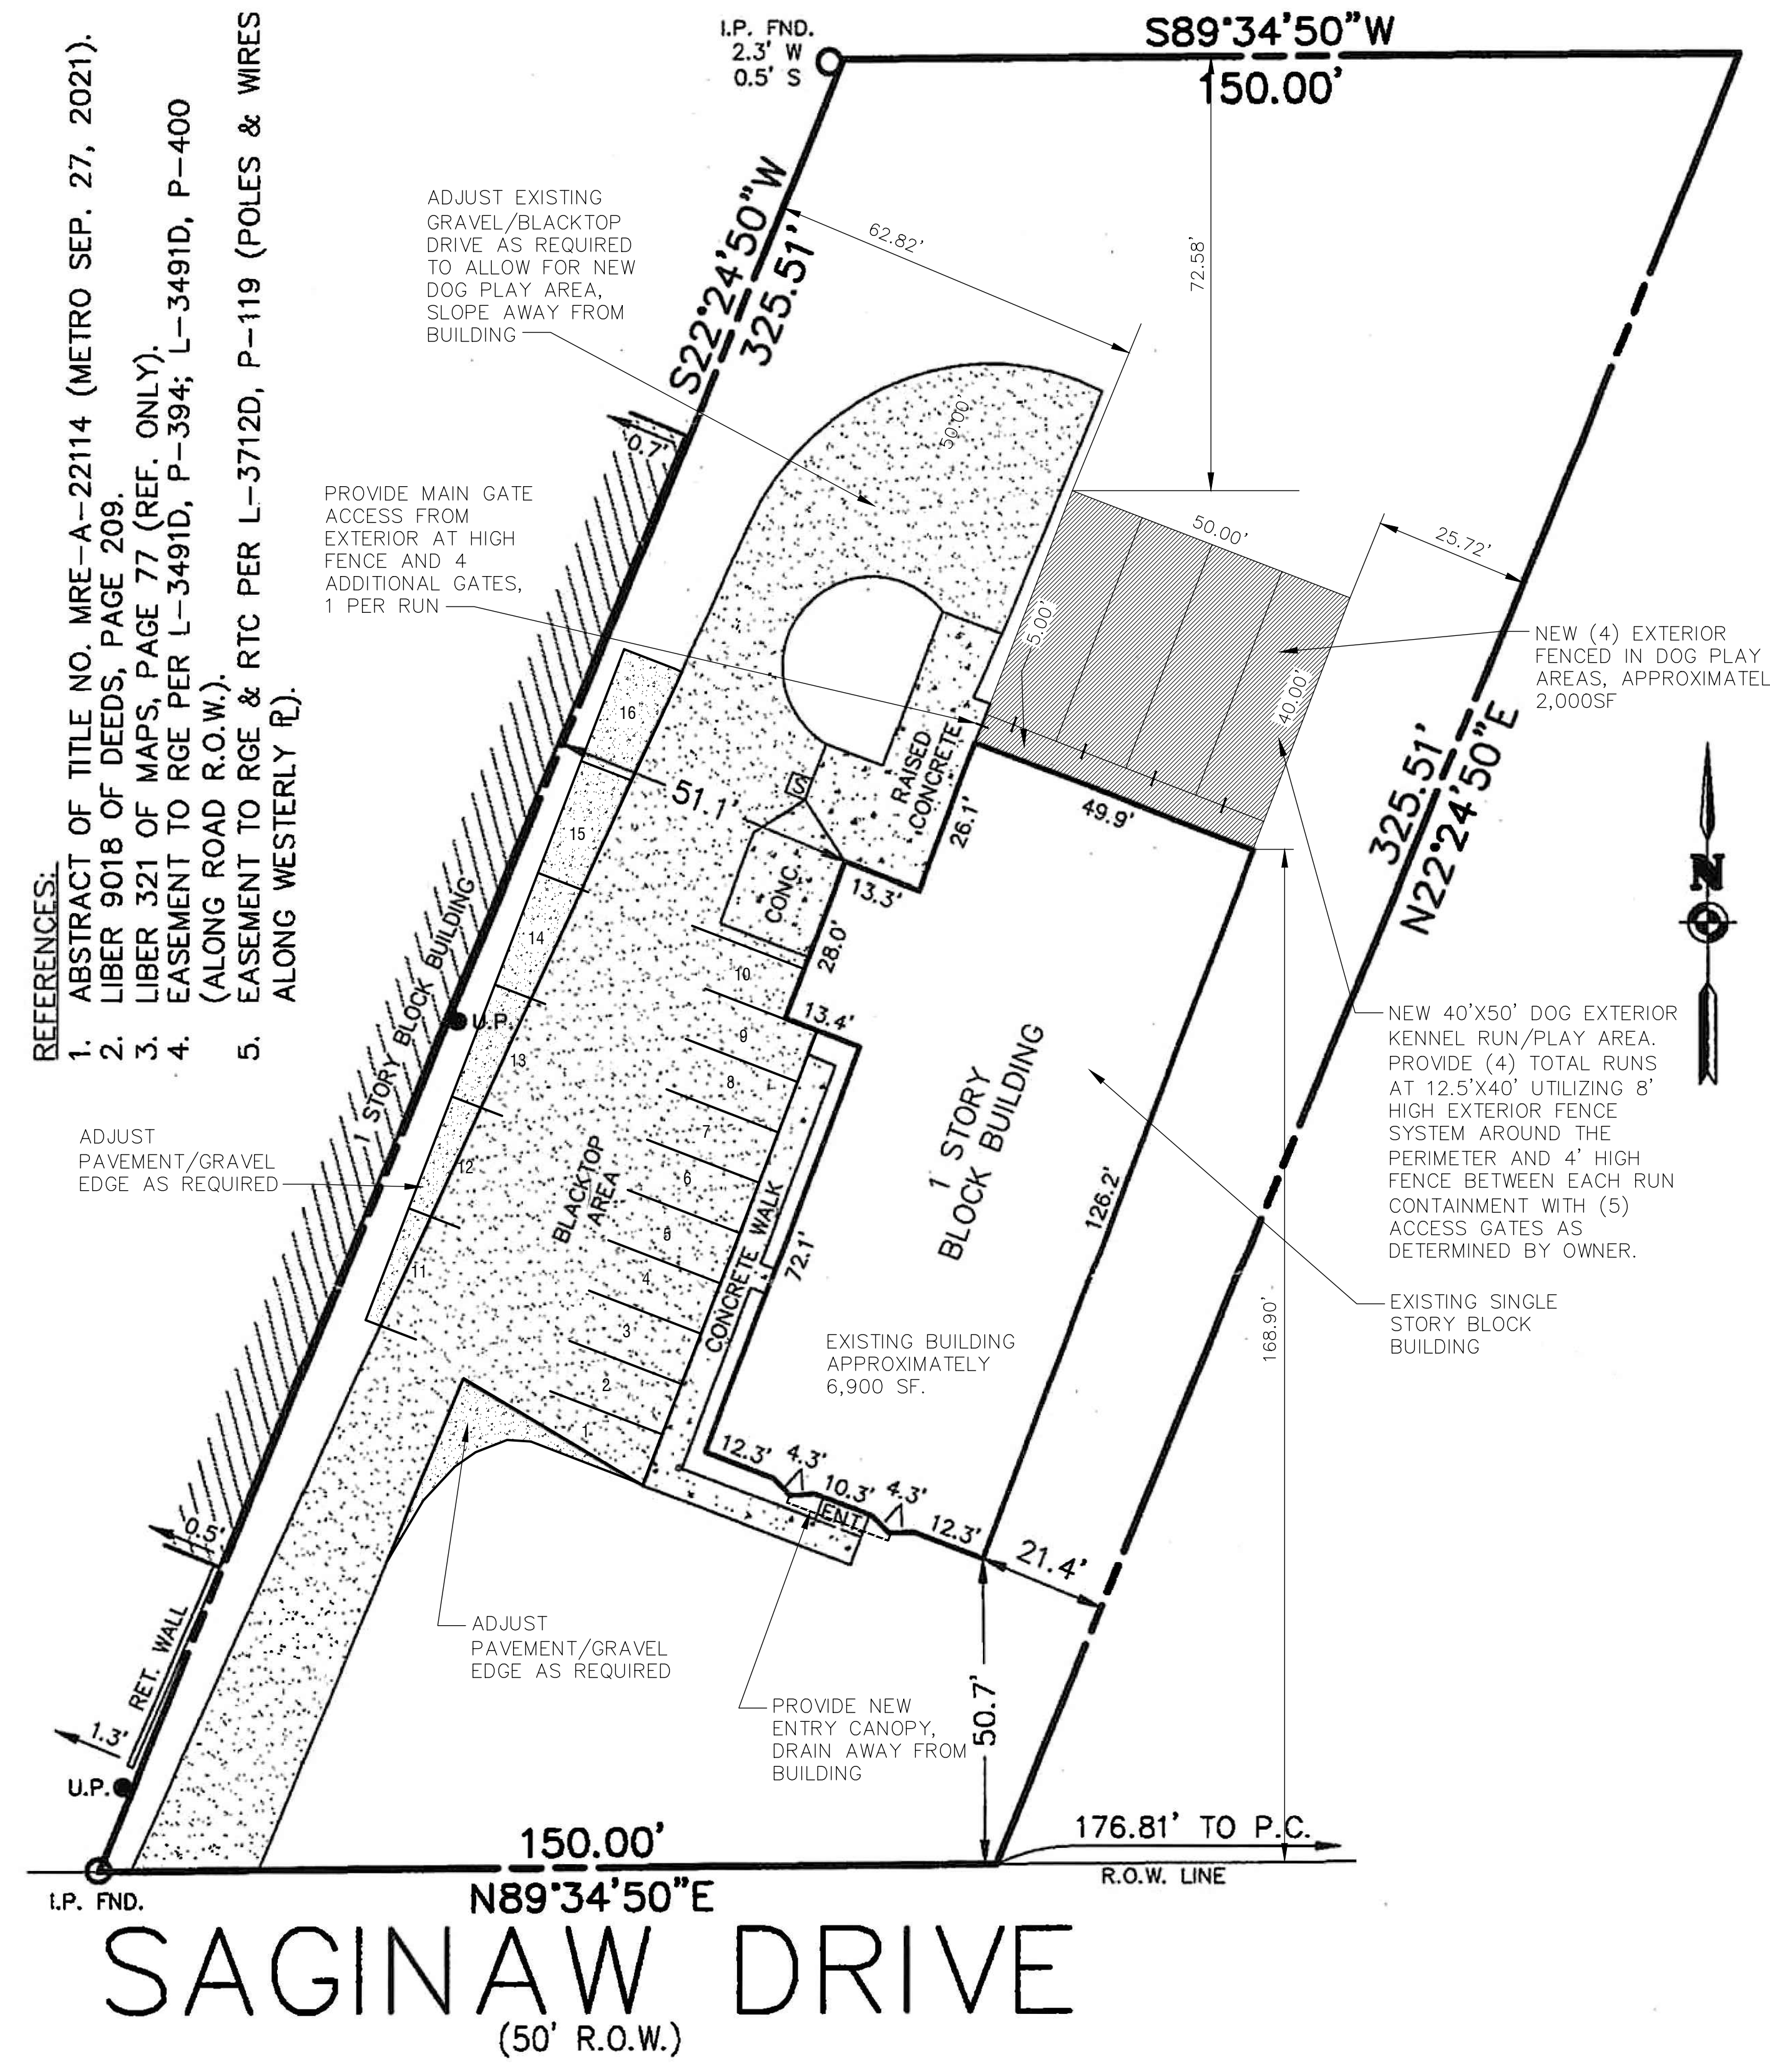 REFERENCES:
1. ABSTRACT OF TITLE NO. MRE-A-22114 (METRO SEP. 27, 2021).
2. LIBER 9018 OF DEEDS, PAGE 209.
3. LIBER 321 OF MAPS, PAGE 77 (REF. ONLY).
4. EASEMENT TO RGE PER L-3491D, P-394; L-3491D, P-400
(ALONG ROAD R.O.W.).
5. EASEMENT TO RGE & RTC PER L-3712D, P-119 (POLES & WIRES
ALONG WESTERLY PL).
I.P. FND.
2.3' W
0.5' S
S89°34'50"W
150.00'
S22°24'50"W
325.51'
62.82'
72.58'
ADJUST EXISTING
GRAVEL/BLACKTOP
DRIVE AS REQUIRED
TO ALLOW FOR NEW
DOG PLAY AREA,
SLOPE AWAY FROM
BUILDING
0.7'
50.00'
PROVIDE MAIN GATE
ACCESS FROM
EXTERIOR AT HIGH
FENCE AND 4
ADDITIONAL GATES,
1 PER RUN
50.00'
25.72'
5.00'
40.00'
NEW (4) EXTERIOR
FENCED IN DOG PLAY
AREAS, APPROXIMATEL
2,000SF
325.51'
N22°24'50"E
N
16
15
14
13
12
11
51.1'
S
RAISED
CONCRETE
26.1'
49.9'
CONC.
13.3'
28.0'
13.4'
10
9
8
7
6
5
4
3
2
1
1 STORY BLOCK BUILDING
U.P.
ADJUST
PAVEMENT/GRAVEL
EDGE AS REQUIRED
BLACKTOP
AREA
CONCRETE WALK
72.1'
1 STORY
BLOCK BUILDING
126.2'
NEW 40'X50' DOG EXTERIOR
KENNEL RUN/PLAY AREA.
PROVIDE (4) TOTAL RUNS
AT 12.5'X40' UTILIZING 8'
HIGH EXTERIOR FENCE
SYSTEM AROUND THE
PERIMETER AND 4' HIGH
FENCE BETWEEN EACH RUN
CONTAINMENT WITH (5)
ACCESS GATES AS
DETERMINED BY OWNER.
168.90'
EXISTING SINGLE
STORY BLOCK
BUILDING
EXISTING BUILDING
APPROXIMATELY
6,900 SF.
12.3'
4.3'
10.3'
4.3'
12.3'
ENT.
21.4'
0.5'
RET. WALL
1.3'
U.P.
ADJUST
PAVEMENT/GRAVEL
EDGE AS REQUIRED
PROVIDE NEW
ENTRY CANOPY,
DRAIN AWAY FROM
BUILDING
50.7'
176.81' TO P.C.
R.O.W. LINE
150.00'
N89°34'50"E
I.P. FND.
SAGINAW DRIVE
(50' R.O.W.)